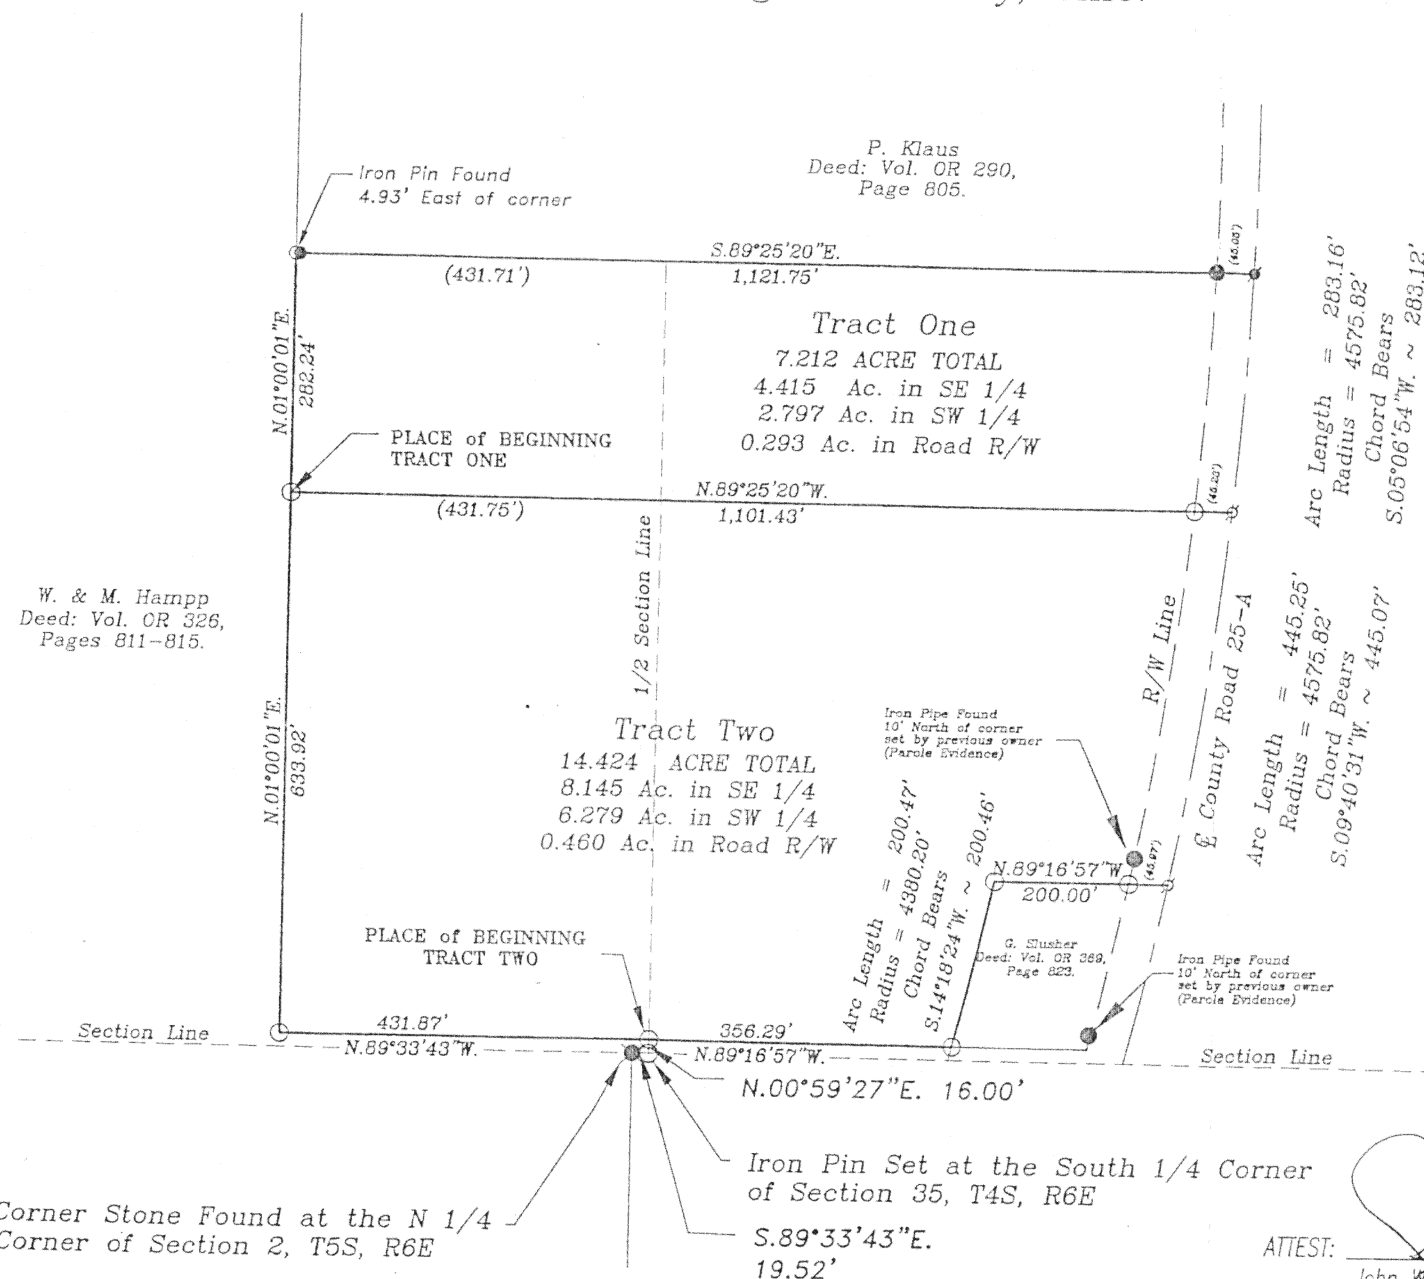 P. Klaus
Deed: Vol. OR 290,
Page 805.
Iron Pin Found
4.93' East of corner
S.89°25'20"E.
(431.71')
1,121.75'
N.01°00'01"E.
282.24'
Tract One
7.212 ACRE TOTAL
4.415 Ac. in SE 1/4
2.797 Ac. in SW 1/4
0.293 Ac. in Road R/W
Arc Length = 283.16'
Radius = 4575.82'
Chord Bears
S.05°06'54"W. ~ 283.12'
PLACE of BEGINNING
TRACT ONE
N.89°25'20"W.
(431.75')
1,101.43'
1/2 Section Line
W. & M. Hampp
Deed: Vol. OR 326,
Pages 811-815.
R/W Line
℄ County Road 25-A
Arc Length = 445.25'
Radius = 4575.82'
Chord Bears
S.09°40'31"W. ~ 445.07'
N.01°00'01"E.
633.92'
Tract Two
14.424 ACRE TOTAL
8.145 Ac. in SE 1/4
6.279 Ac. in SW 1/4
0.460 Ac. in Road R/W
Iron Pipe Found
10' North of corner
set by previous owner
(Parole Evidence)
Arc Length = 200.47'
Radius = 4380.20'
Chord Bears
S.14°18'24"W. ~ 200.46'
N.89°16'57"W
200.00'
PLACE of BEGINNING
TRACT TWO
G. Slusher
Deed: Vol. OR 369,
Page 823.
Iron Pipe Found
10' North of corner
set by previous owner
(Parole Evidence)
Section Line
431.87'
N.89°33'43"W.
356.29'
N.89°16'57"W.
Section Line
N.00°59'27"E. 16.00'
Iron Pin Set at the South 1/4 Corner
of Section 35, T4S, R6E
Corner Stone Found at the N 1/4
Corner of Section 2, T5S, R6E
S.89°33'43"E.
19.52'
ATTEST:
John